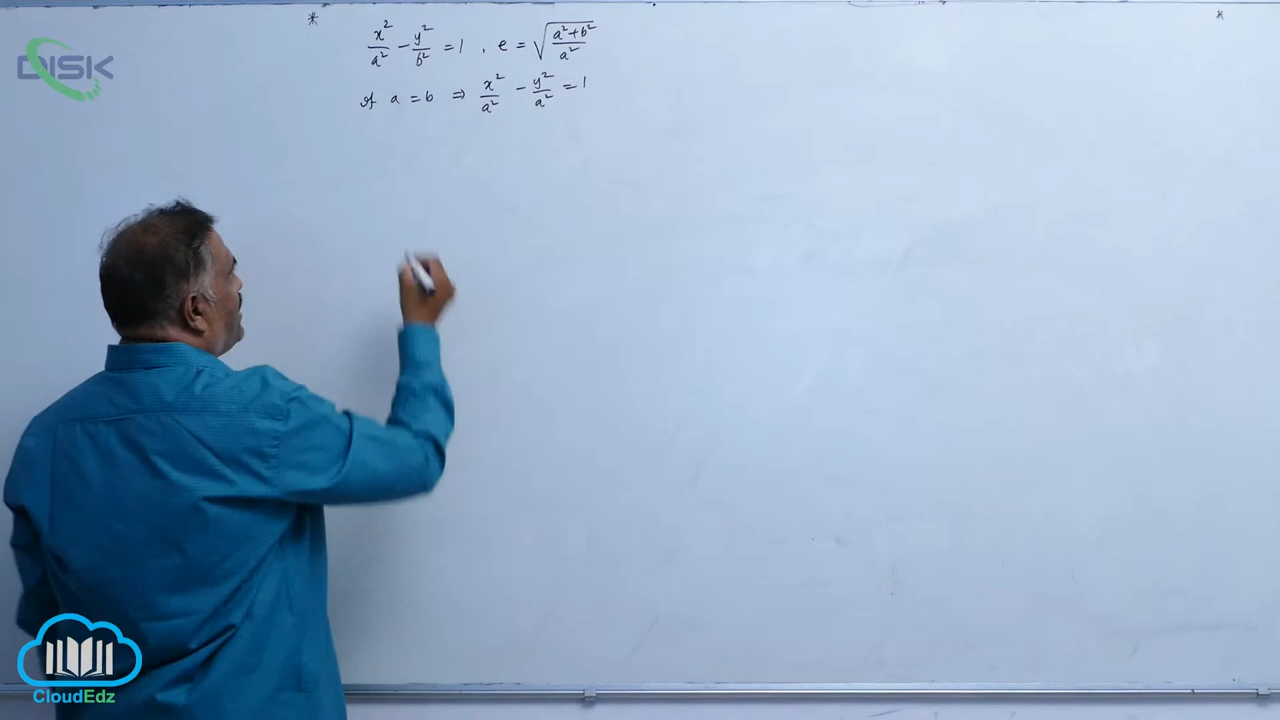 DISK
* x²/a² - y²/b² = 1 , e = √((a²+b²)/a²) *
If a = b ⇒ x²/a² - y²/a² = 1
CloudEdz